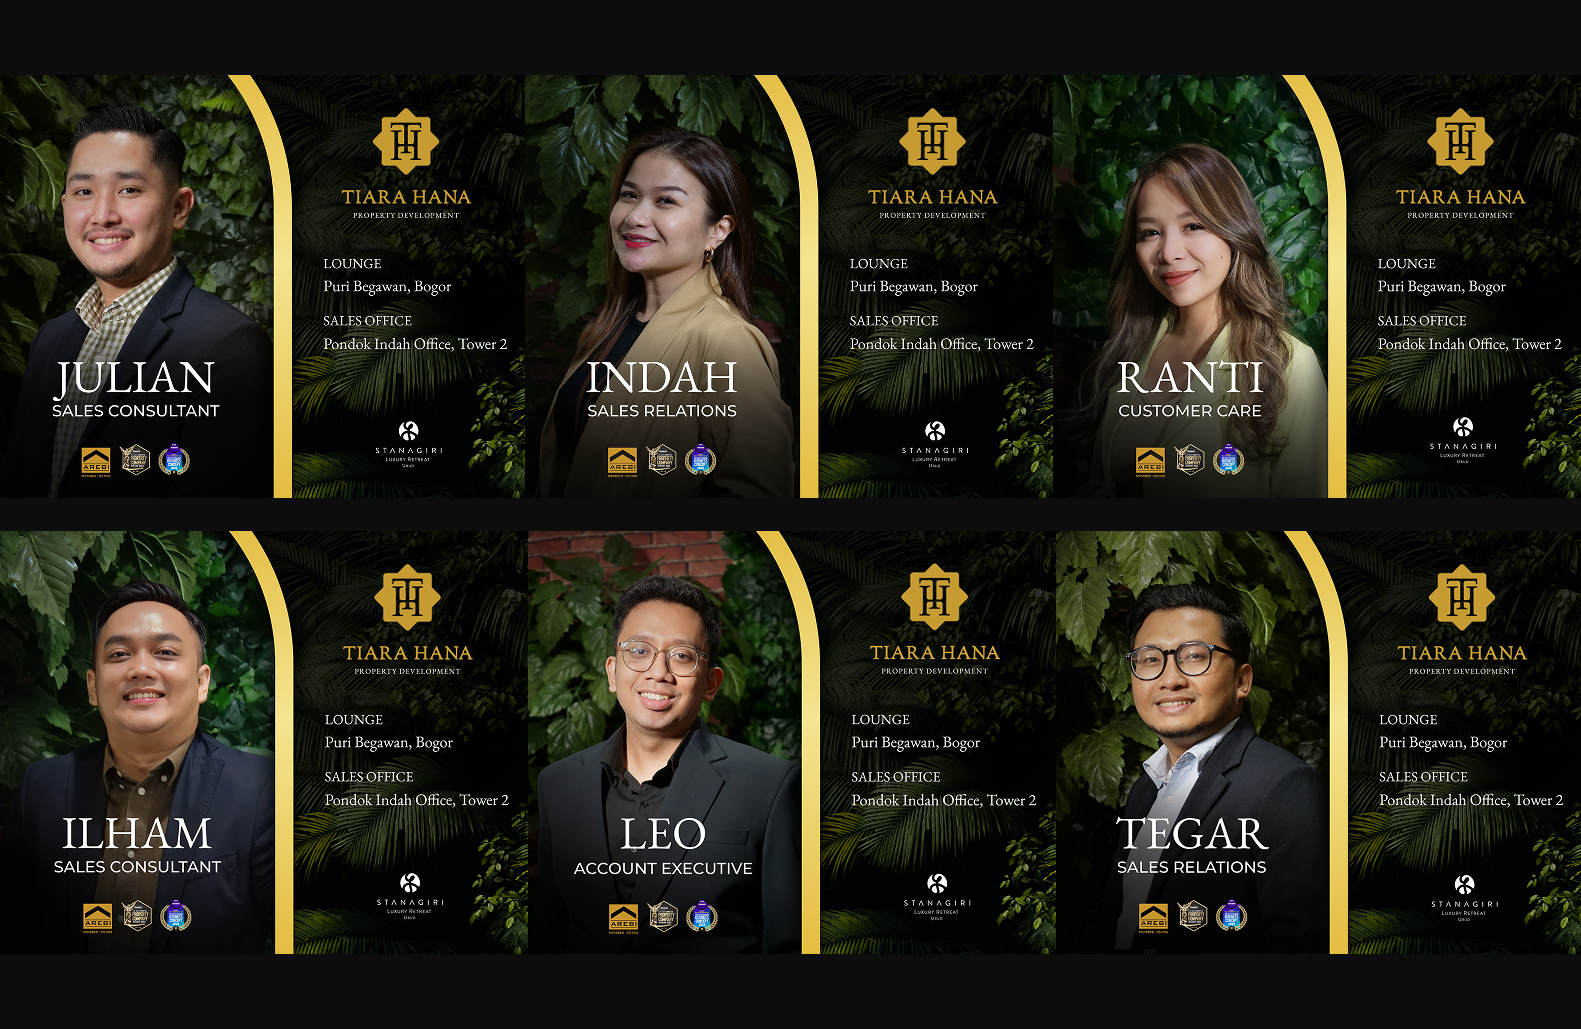 JULIAN
SALES CONSULTANT
AREBI
TIARA HANA
PROPERTY DEVELOPMENT
LOUNGE
Puri Begawan, Bogor
SALES OFFICE
Pondok Indah Office, Tower 2
STANAGIRI
LUXURY RETREAT
UBUD
INDAH
SALES RELATIONS
AREBI
TIARA HANA
PROPERTY DEVELOPMENT
LOUNGE
Puri Begawan, Bogor
SALES OFFICE
Pondok Indah Office, Tower 2
STANAGIRI
LUXURY RETREAT
UBUD
RANTI
CUSTOMER CARE
AREBI
TIARA HANA
PROPERTY DEVELOPMENT
LOUNGE
Puri Begawan, Bogor
SALES OFFICE
Pondok Indah Office, Tower 2
STANAGIRI
LUXURY RETREAT
UBUD
ILHAM
SALES CONSULTANT
AREBI
TIARA HANA
PROPERTY DEVELOPMENT
LOUNGE
Puri Begawan, Bogor
SALES OFFICE
Pondok Indah Office, Tower 2
STANAGIRI
LUXURY RETREAT
UBUD
LEO
ACCOUNT EXECUTIVE
AREBI
TIARA HANA
PROPERTY DEVELOPMENT
LOUNGE
Puri Begawan, Bogor
SALES OFFICE
Pondok Indah Office, Tower 2
STANAGIRI
LUXURY RETREAT
UBUD
TEGAR
SALES RELATIONS
AREBI
TIARA HANA
PROPERTY DEVELOPMENT
LOUNGE
Puri Begawan, Bogor
SALES OFFICE
Pondok Indah Office, Tower 2
STANAGIRI
LUXURY RETREAT
UBUD